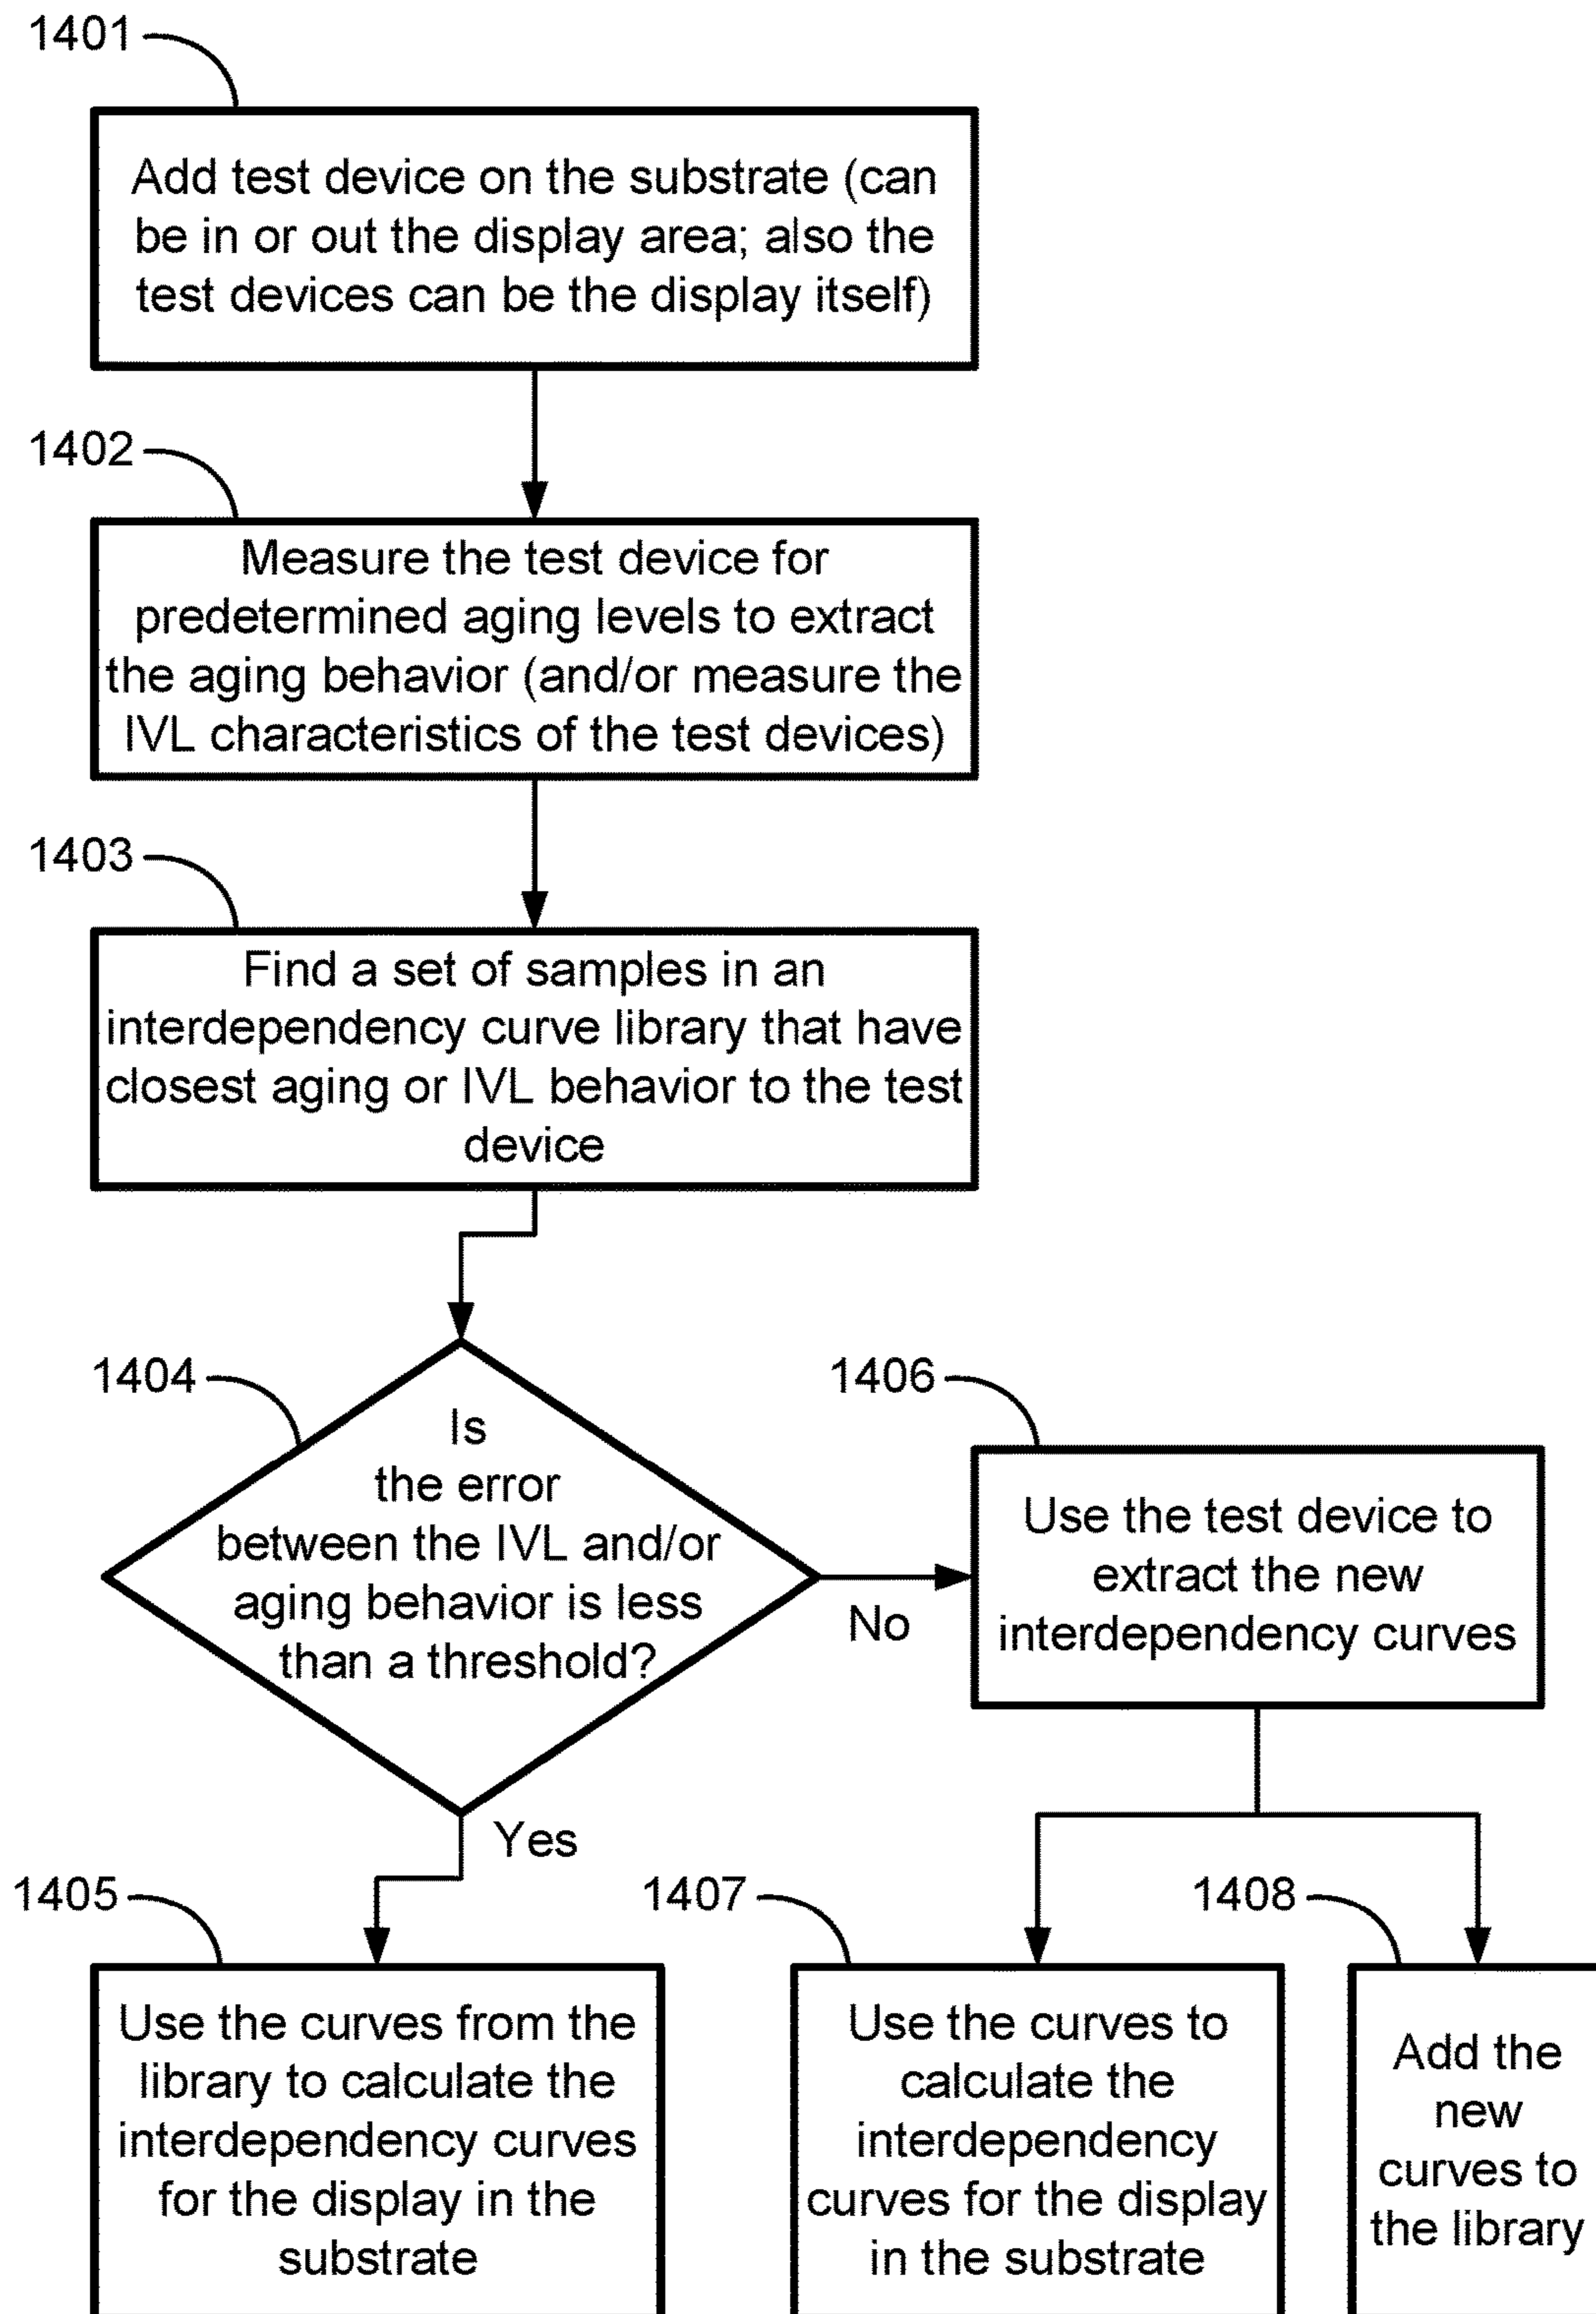 1401
Add test device on the substrate (can
be in or out the display area; also the
test devices can be the display itself)
1402
Measure the test device for
predetermined aging levels to extract
the aging behavior (and/or measure the
IVL characteristics of the test devices)
1403
Find a set of samples in an
interdependency curve library that have
closest aging or IVL behavior to the test
device
1404
Is
the error
between the IVL and/or
aging behavior is less
than a threshold?
No
Yes
1406
Use the test device to
extract the new
interdependency curves
1405
Use the curves from the
library to calculate the
interdependency curves
for the display in the
substrate
1407
Use the curves to
calculate the
interdependency
curves for the display
in the substrate
1408
Add the
new
curves to
the library